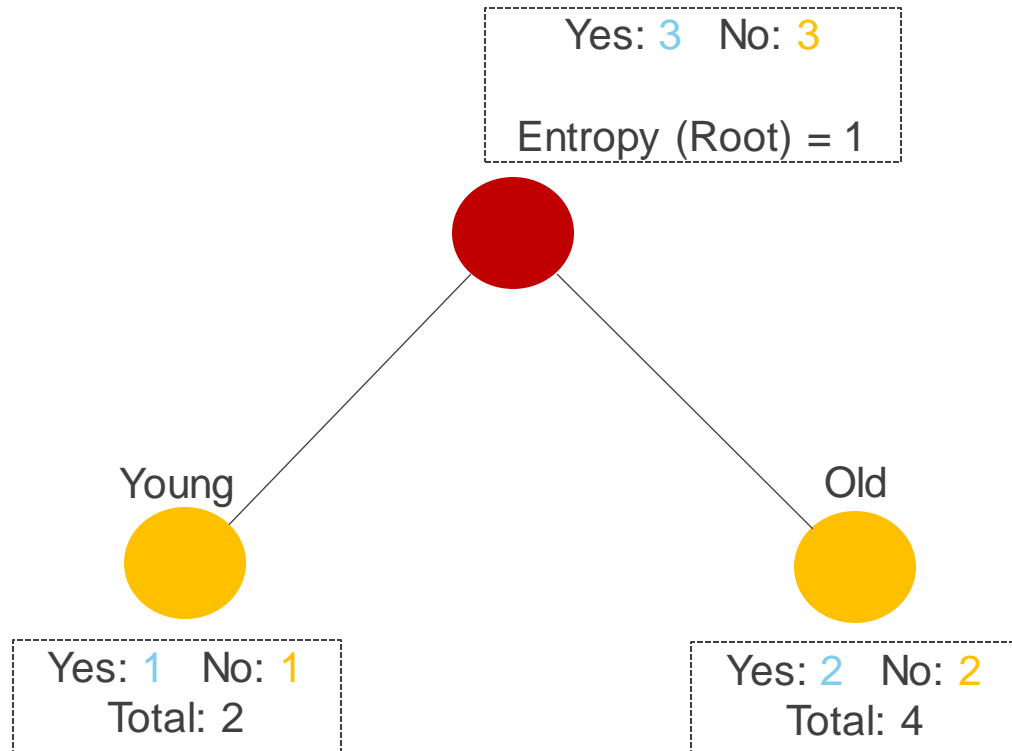 Yes: 3 No: 3
Entropy (Root) = 1
Young
Old
Yes: 1 No: 1
Total: 2
Yes: 2 No: 2
Total: 4